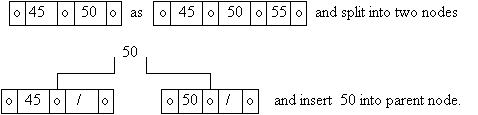 o 45 o 50 o as o 45 o 50 o 55 o and split into two nodes
50
o 45 o / o o 50 o / o and insert 50 into parent node.